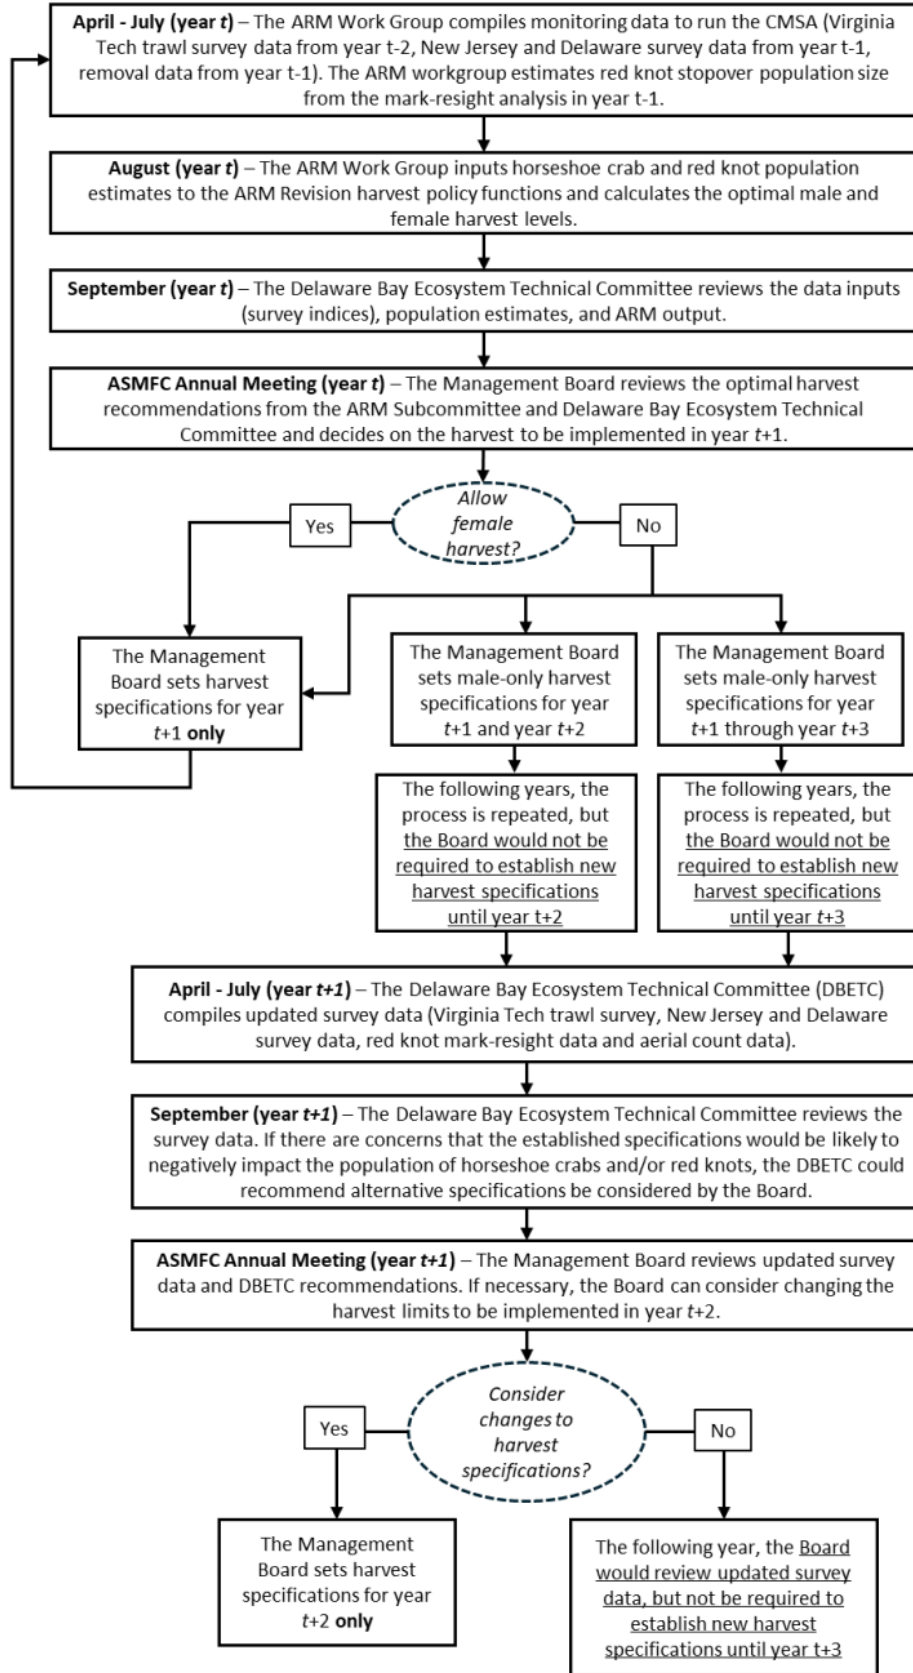 April - July (year t) – The ARM Work Group compiles monitoring data to run the CMSA (Virginia
Tech trawl survey data from year t-2, New Jersey and Delaware survey data from year t-1,
removal data from year t-1). The ARM workgroup estimates red knot stopover population size
from the mark-resight analysis in year t-1.
August (year t) – The ARM Work Group inputs horseshoe crab and red knot population
estimates to the ARM Revision harvest policy functions and calculates the optimal male and
female harvest levels.
September (year t) – The Delaware Bay Ecosystem Technical Committee reviews the data inputs
(survey indices), population estimates, and ARM output.
ASMFC Annual Meeting (year t) – The Management Board reviews the optimal harvest
recommendations from the ARM Subcommittee and Delaware Bay Ecosystem Technical
Committee and decides on the harvest to be implemented in year t+1.
Allow
female
harvest?
Yes
No
The Management
Board sets harvest
specifications for year
t+1 only
The Management Board
sets male-only harvest
specifications for year
t+1 and year t+2
The Management Board
sets male-only harvest
specifications for year
t+1 through year t+3
The following years, the
process is repeated, but
the Board would not be
required to establish new
harvest specifications
until year t+2
The following years, the
process is repeated, but
the Board would not be
required to establish new
harvest specifications
until year t+3
April - July (year t+1) – The Delaware Bay Ecosystem Technical Committee (DBETC)
compiles updated survey data (Virginia Tech trawl survey, New Jersey and Delaware
survey data, red knot mark-resight data and aerial count data).
September (year t+1) – The Delaware Bay Ecosystem Technical Committee reviews the
survey data. If there are concerns that the established specifications would be likely to
negatively impact the population of horseshoe crabs and/or red knots, the DBETC could
recommend alternative specifications be considered by the Board.
ASMFC Annual Meeting (year t+1) – The Management Board reviews updated survey
data and DBETC recommendations. If necessary, the Board can consider changing the
harvest limits to be implemented in year t+2.
Consider
changes to
harvest
specifications?
Yes
No
The Management
Board sets harvest
specifications for year
t+2 only
The following year, the Board
would review updated survey
data, but not be required to
establish new harvest
specifications until year t+3